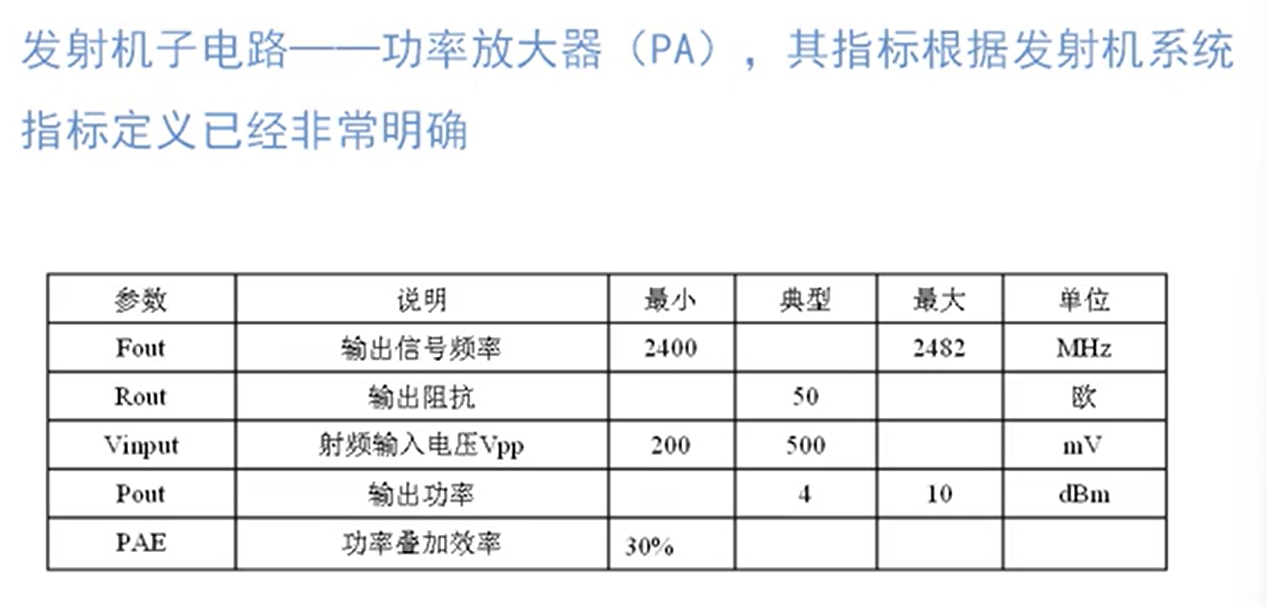 发射机子电路——功率放大器（PA），其指标根据发射机系统
指标定义已经非常明确
参数 说明 最小 典型 最大 单位
Fout 输出信号频率 2400 2482 MHz
Rout 输出阻抗 50 欧
Vinput 射频输入电压Vpp 200 500 mV
Pout 输出功率 4 10 dBm
PAE 功率叠加效率 30%